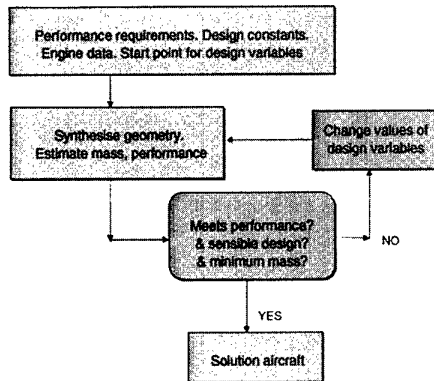 Performance requirements. Design constants.
Engine data. Start point for design variables
Synthesise geometry.
Estimate mass, performance
Change values of
design variables
Meets performance?
& sensible design?
& minimum mass?
NO
YES
Solution aircraft